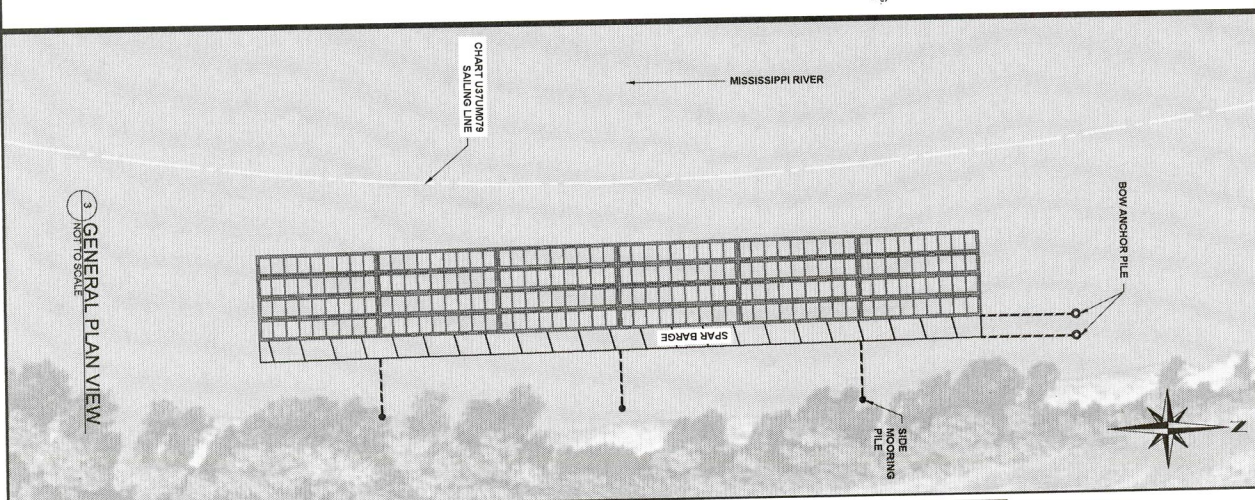 CHART U37UM079
SAILING LINE
MISSISSIPPI RIVER
BOW ANCHOR PILE
SPAR BARGE
SIDE
MOORING
PILE
3
GENERAL PLAN VIEW
NOT TO SCALE
N